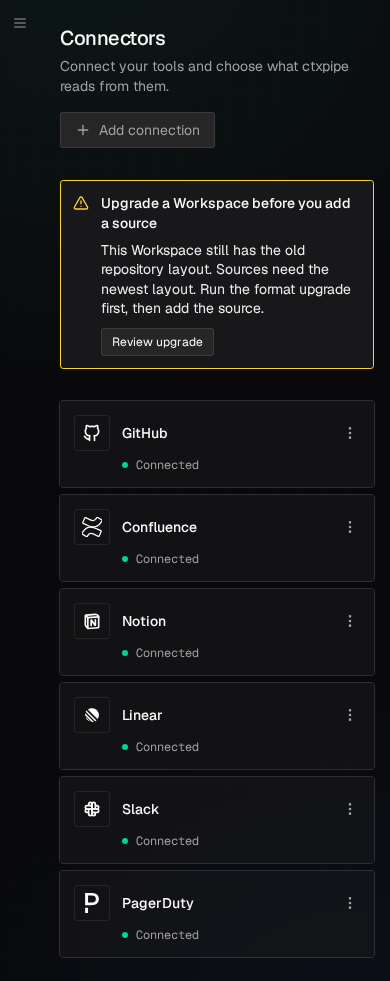 Connectors
Connect your tools and choose what ctxpipe
reads from them.
Add connection
Upgrade a Workspace before you add
a source
This Workspace still has the old
repository layout. Sources need the
newest layout. Run the format upgrade
first, then add the source.
Review upgrade
GitHub
Connected
Confluence
Connected
Notion
Connected
Linear
Connected
Slack
Connected
PagerDuty
Connected